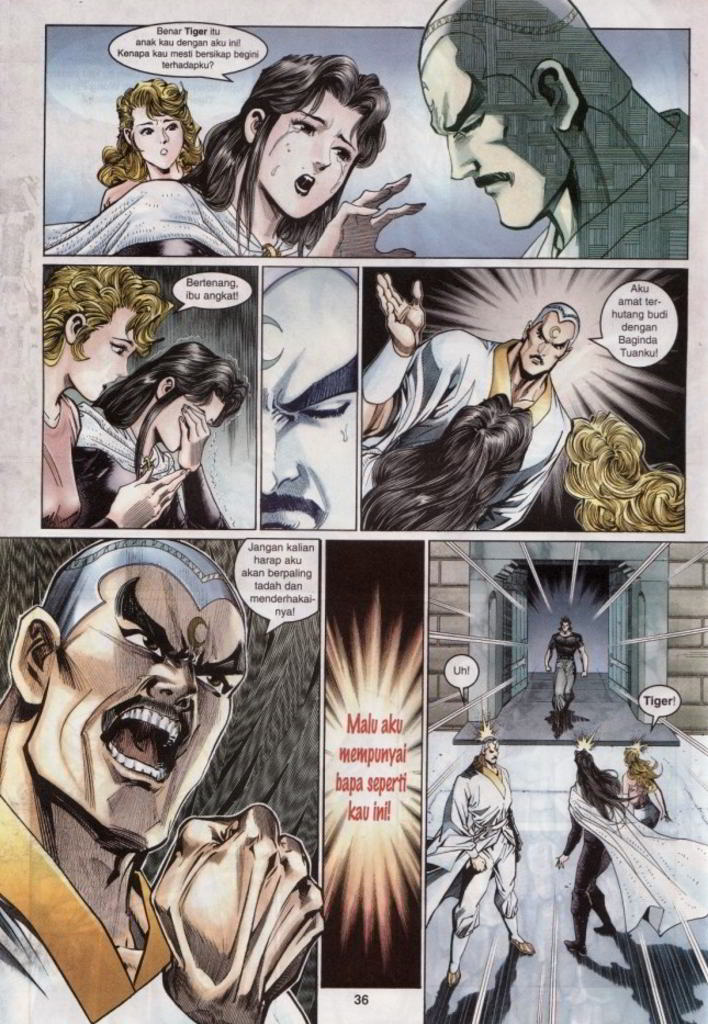 Benar Tiger itu
anak kau dengan aku ini!
Kenapa kau mesti bersikap begini
terhadapku?
Bertenang,
ibu angkat!
Aku
amat ter-
hutang budi
dengan
Baginda
Tuanku!
Jangan kalian
harap aku
akan berpaling
tadah dan
menderhakai-
nya!
Malu aku
mempunyai
bapa seperti
kau ini!
Uh!
Tiger!
36